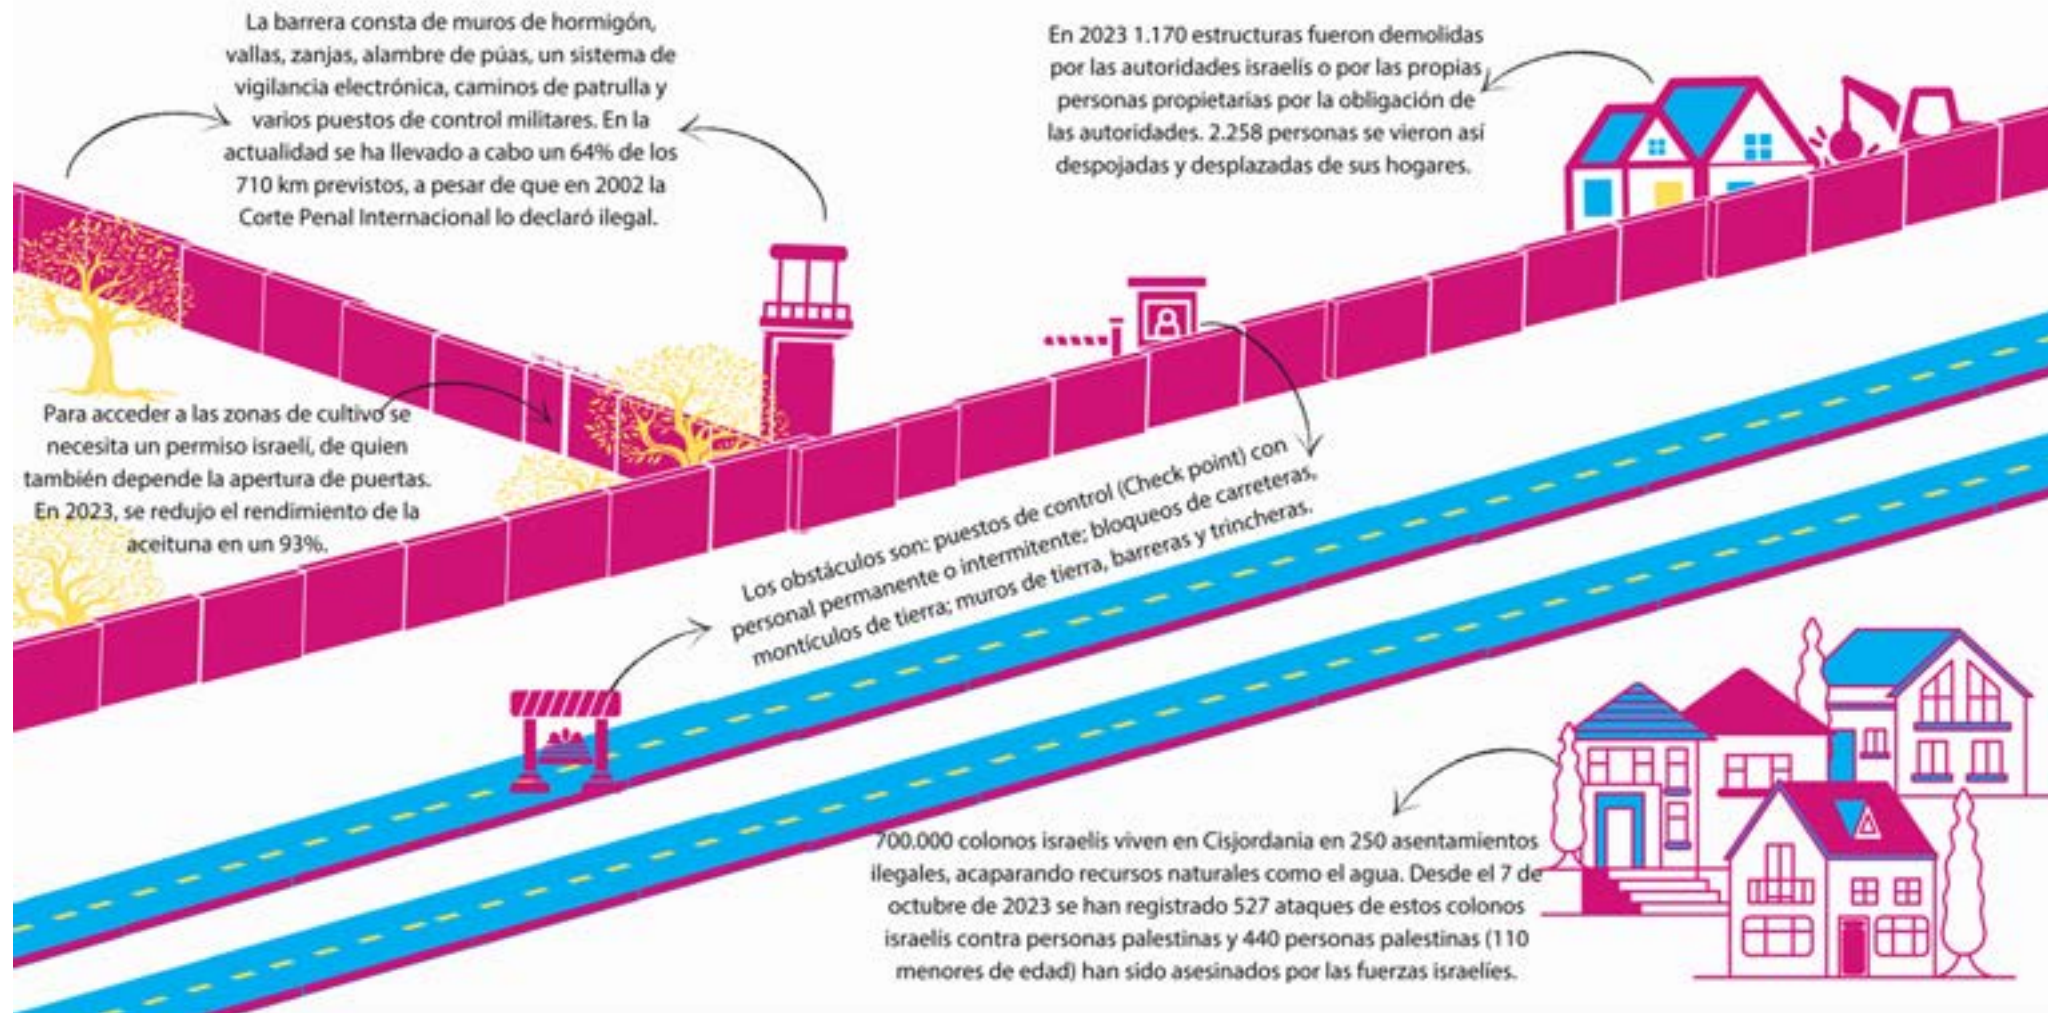 La barrera consta de muros de hormigón,
vallas, zanjas, alambre de púas, un sistema de
vigilancia electrónica, caminos de patrulla y
varios puestos de control militares. En la
actualidad se ha llevado a cabo un 64% de los
710 km previstos, a pesar de que en 2002 la
Corte Penal Internacional lo declaró ilegal.
En 2023 1.170 estructuras fueron demolidas
por las autoridades israelís o por las propias
personas propietarias por la obligación de
las autoridades. 2.258 personas se vieron así
despojadas y desplazadas de sus hogares.
Para acceder a las zonas de cultivo se
necesita un permiso israelí, de quien
también depende la apertura de puertas.
En 2023, se redujo el rendimiento de la
aceituna en un 93%.
Los obstáculos son: puestos de control (Check point) con
personal permanente o intermitente; bloqueos de carreteras,
montículos de tierra; muros de tierra, barreras y trincheras.
700.000 colonos israelís viven en Cisjordania en 250 asentamientos
ilegales, acaparando recursos naturales como el agua. Desde el 7 de
octubre de 2023 se han registrado 527 ataques de estos colonos
israelís contra personas palestinas y 440 personas palestinas (110
menores de edad) han sido asesinados por las fuerzas israelíes.